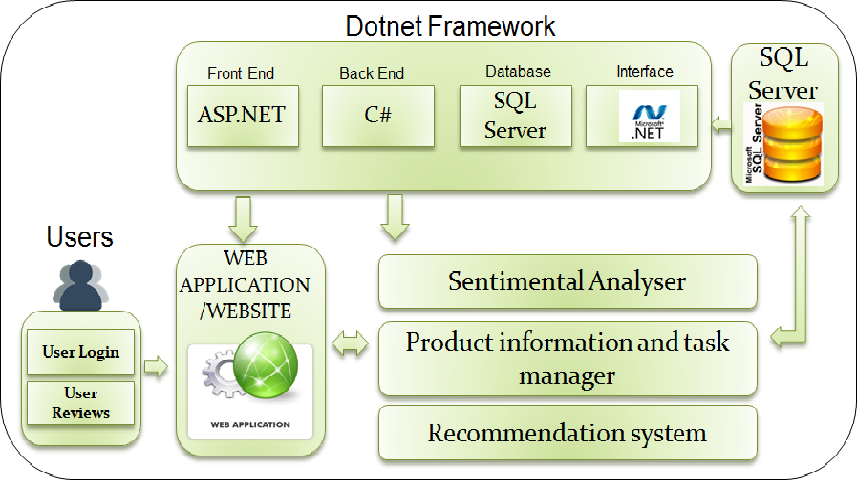 Dotnet Framework
Front End
Back End
Database
Interface
ASP.NET
C#
SQL
Server
Microsoft
.NET
SQL
Server
Microsoft
SQL Server
Users
User Login
User
Reviews
WEB
APPLICATION
/WEBSITE
WEB APPLICATION
Sentimental Analyser
Product information and task
manager
Recommendation system